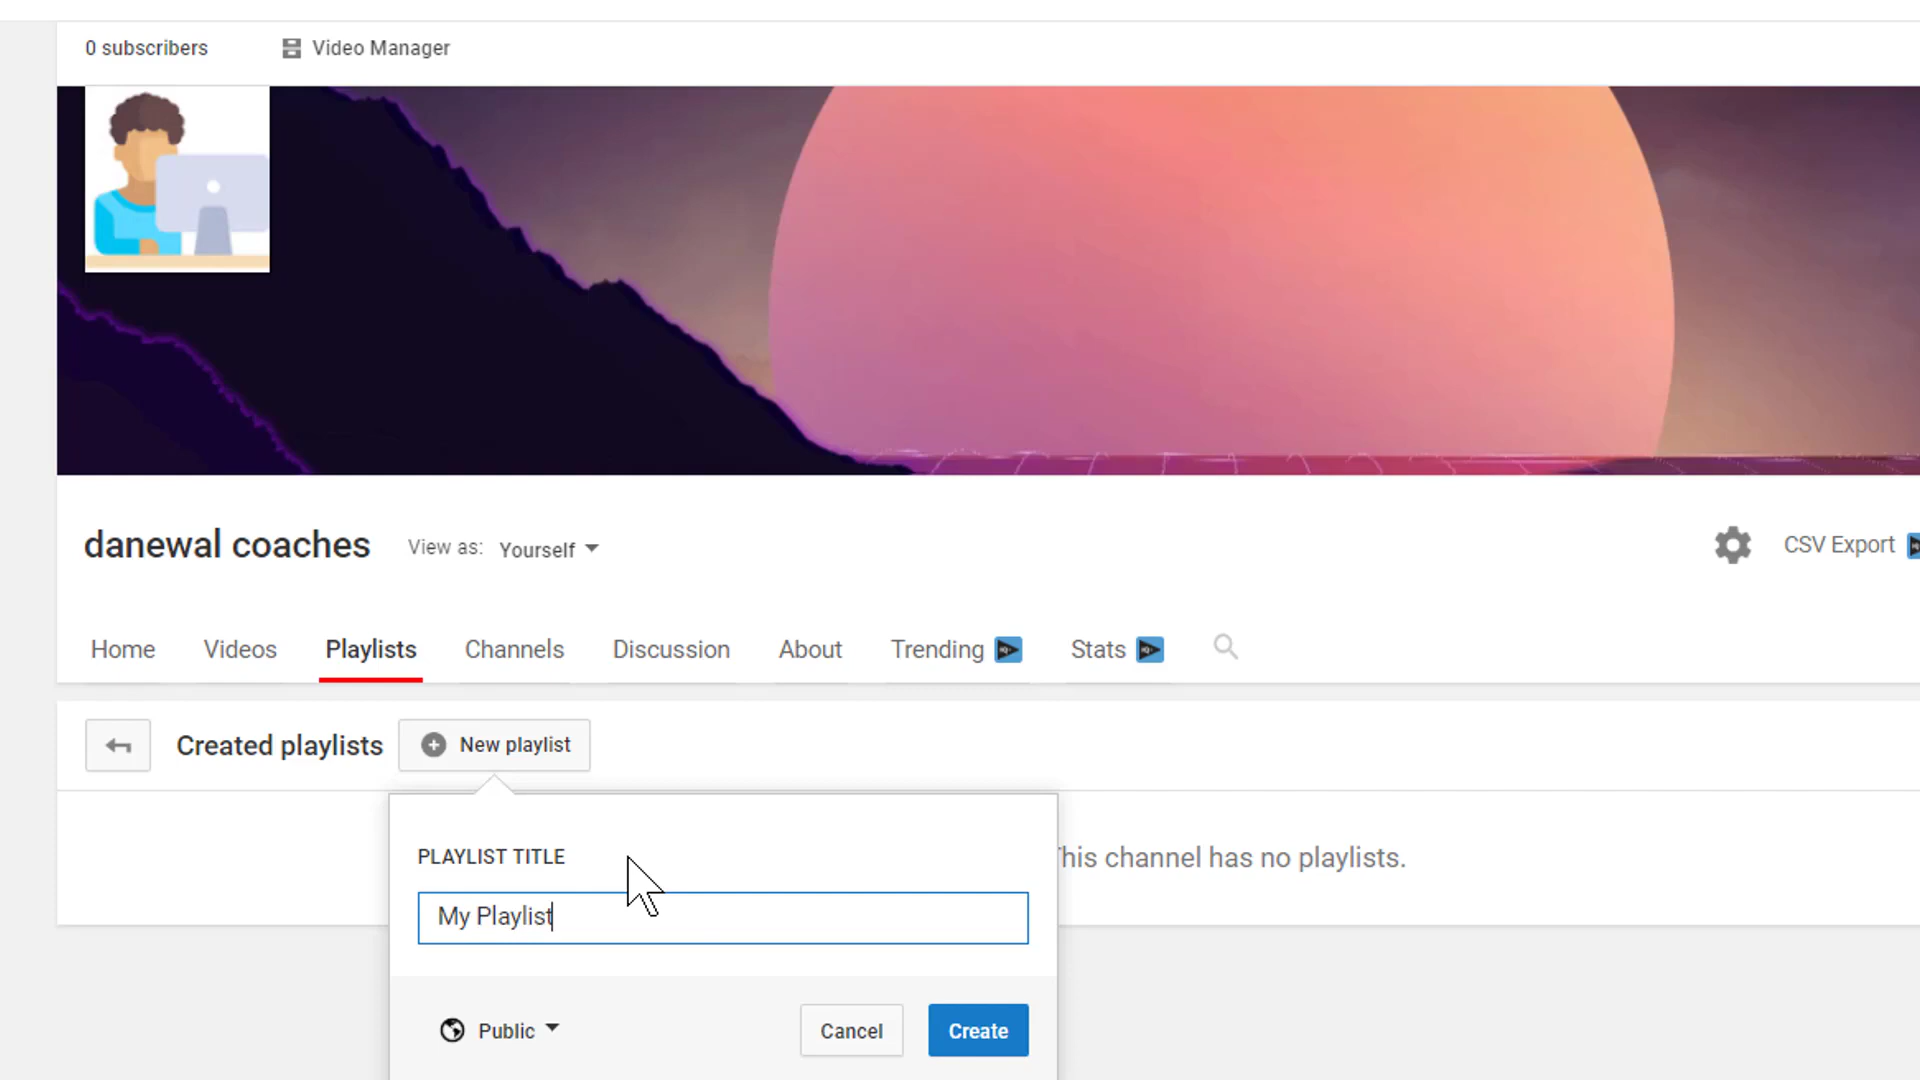 0 subscribers
Video Manager
danewal coaches
View as: Yourself
CSV Export
Home
Videos
Playlists
Channels
Discussion
About
Trending
Stats
Created playlists
New playlist
PLAYLIST TITLE
This channel has no playlists.
My Playlist
Public
Cancel
Create